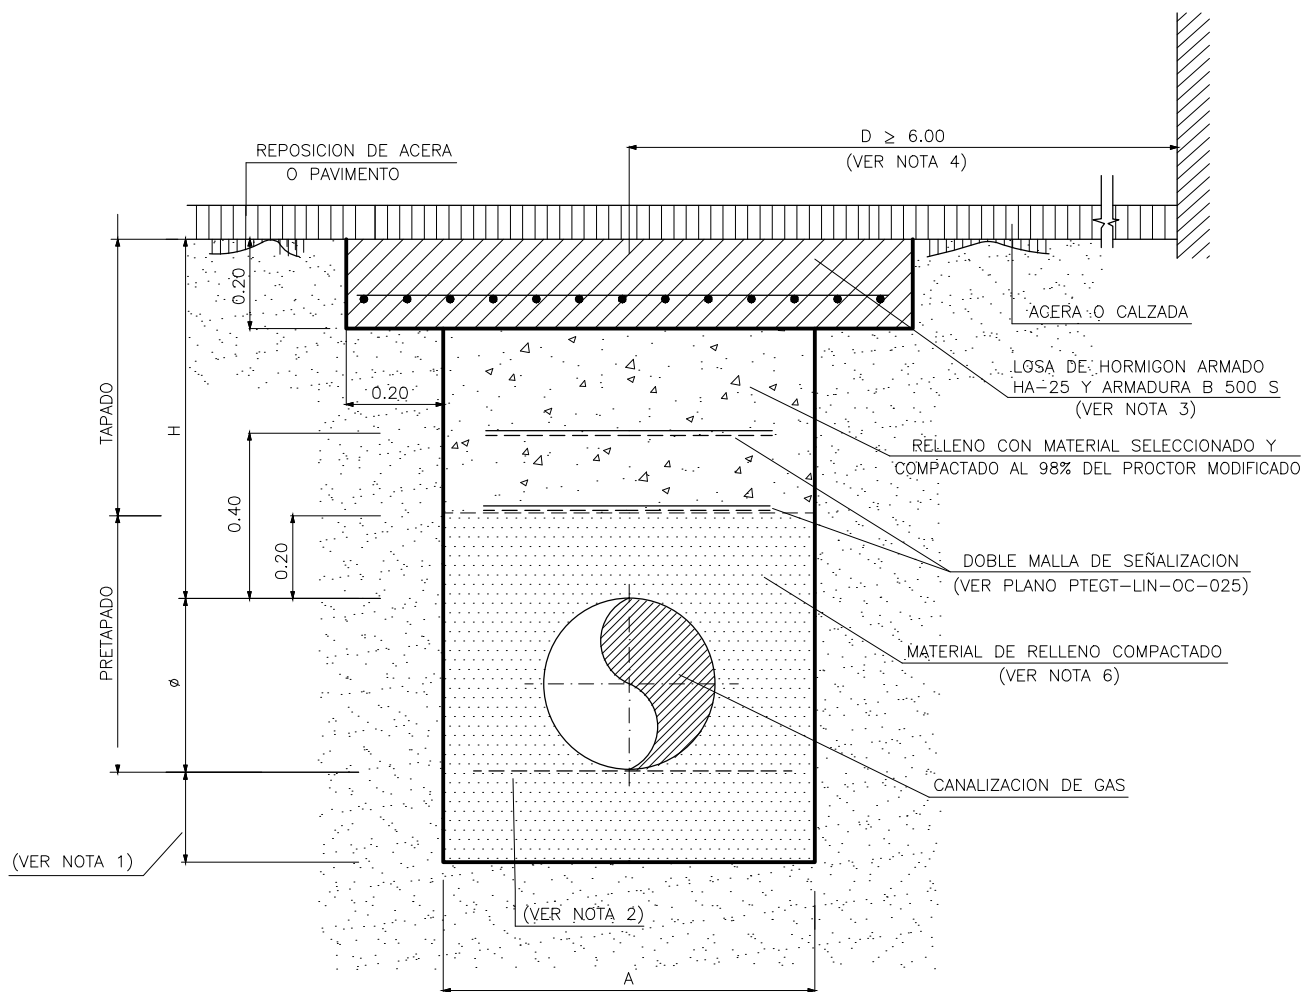 D ≥ 6.00
(VER NOTA 4)
REPOSICION DE ACERA
O PAVIMENTO
0.20
ACERA O CALZADA
LOSA DE HORMIGON ARMADO
HA-25 Y ARMADURA B 500 S
(VER NOTA 3)
0.20
TAPADO
H
RELLENO CON MATERIAL SELECCIONADO Y
COMPACTADO AL 98% DEL PROCTOR MODIFICADO
0.40
0.20
DOBLE MALLA DE SEÑALIZACION
(VER PLANO PTEGT-LIN-OC-025)
PRETAPADO
ø
MATERIAL DE RELLENO COMPACTADO
(VER NOTA 6)
CANALIZACION DE GAS
(VER NOTA 1)
(VER NOTA 2)
A